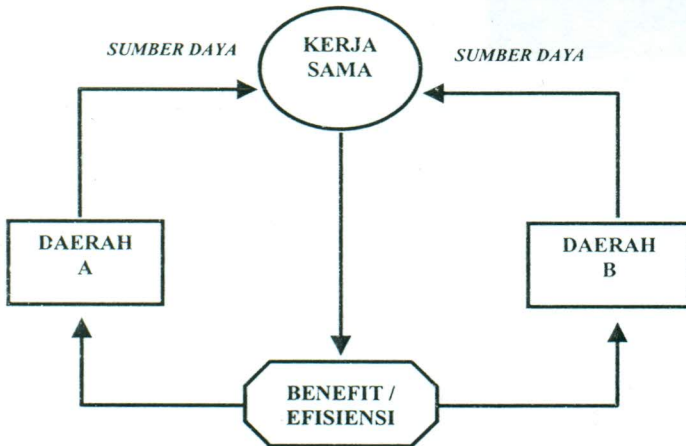 SUMBER DAYA
KERJA
SAMA
SUMBER DAYA
DAERAH
A
DAERAH
B
BENEFIT /
EFISIENSI